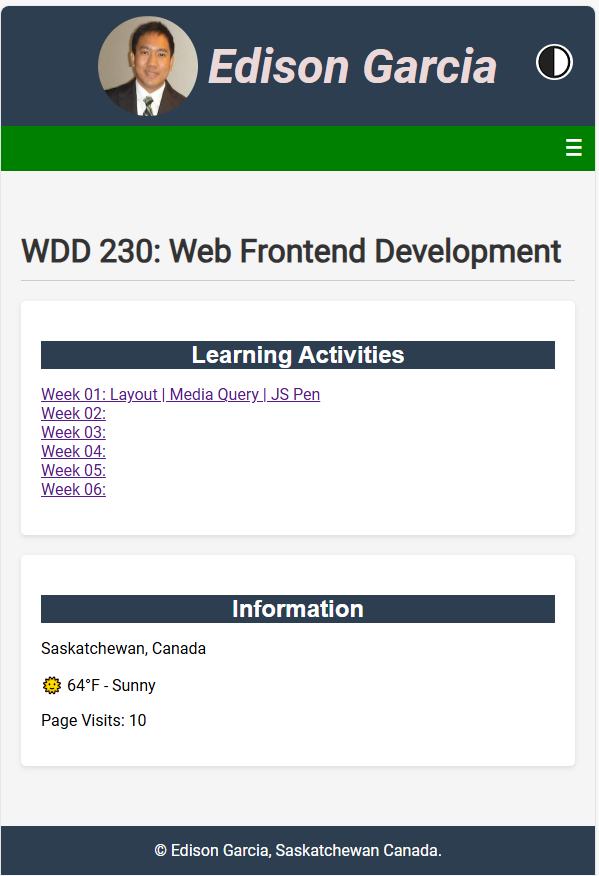 Edison Garcia
☰
WDD 230: Web Frontend Development
Learning Activities
Week 01: Layout | Media Query | JS Pen
Week 02:
Week 03:
Week 04:
Week 05:
Week 06:
Information
Saskatchewan, Canada
🌞 64°F - Sunny
Page Visits: 10
© Edison Garcia, Saskatchewan Canada.